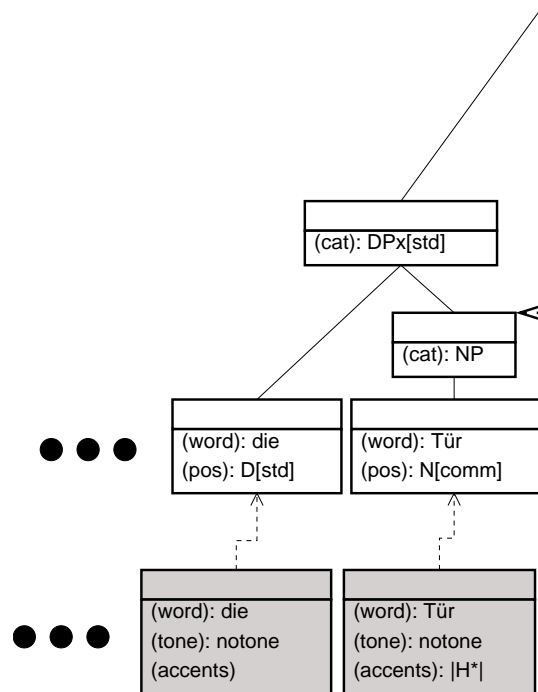 (cat): DPx[std]
(cat): NP
(word): die
(pos): D[std]
(word): Tür
(pos): N[comm]
(word): die
(tone): notone
(accents)
(word): Tür
(tone): notone
(accents): |H*|